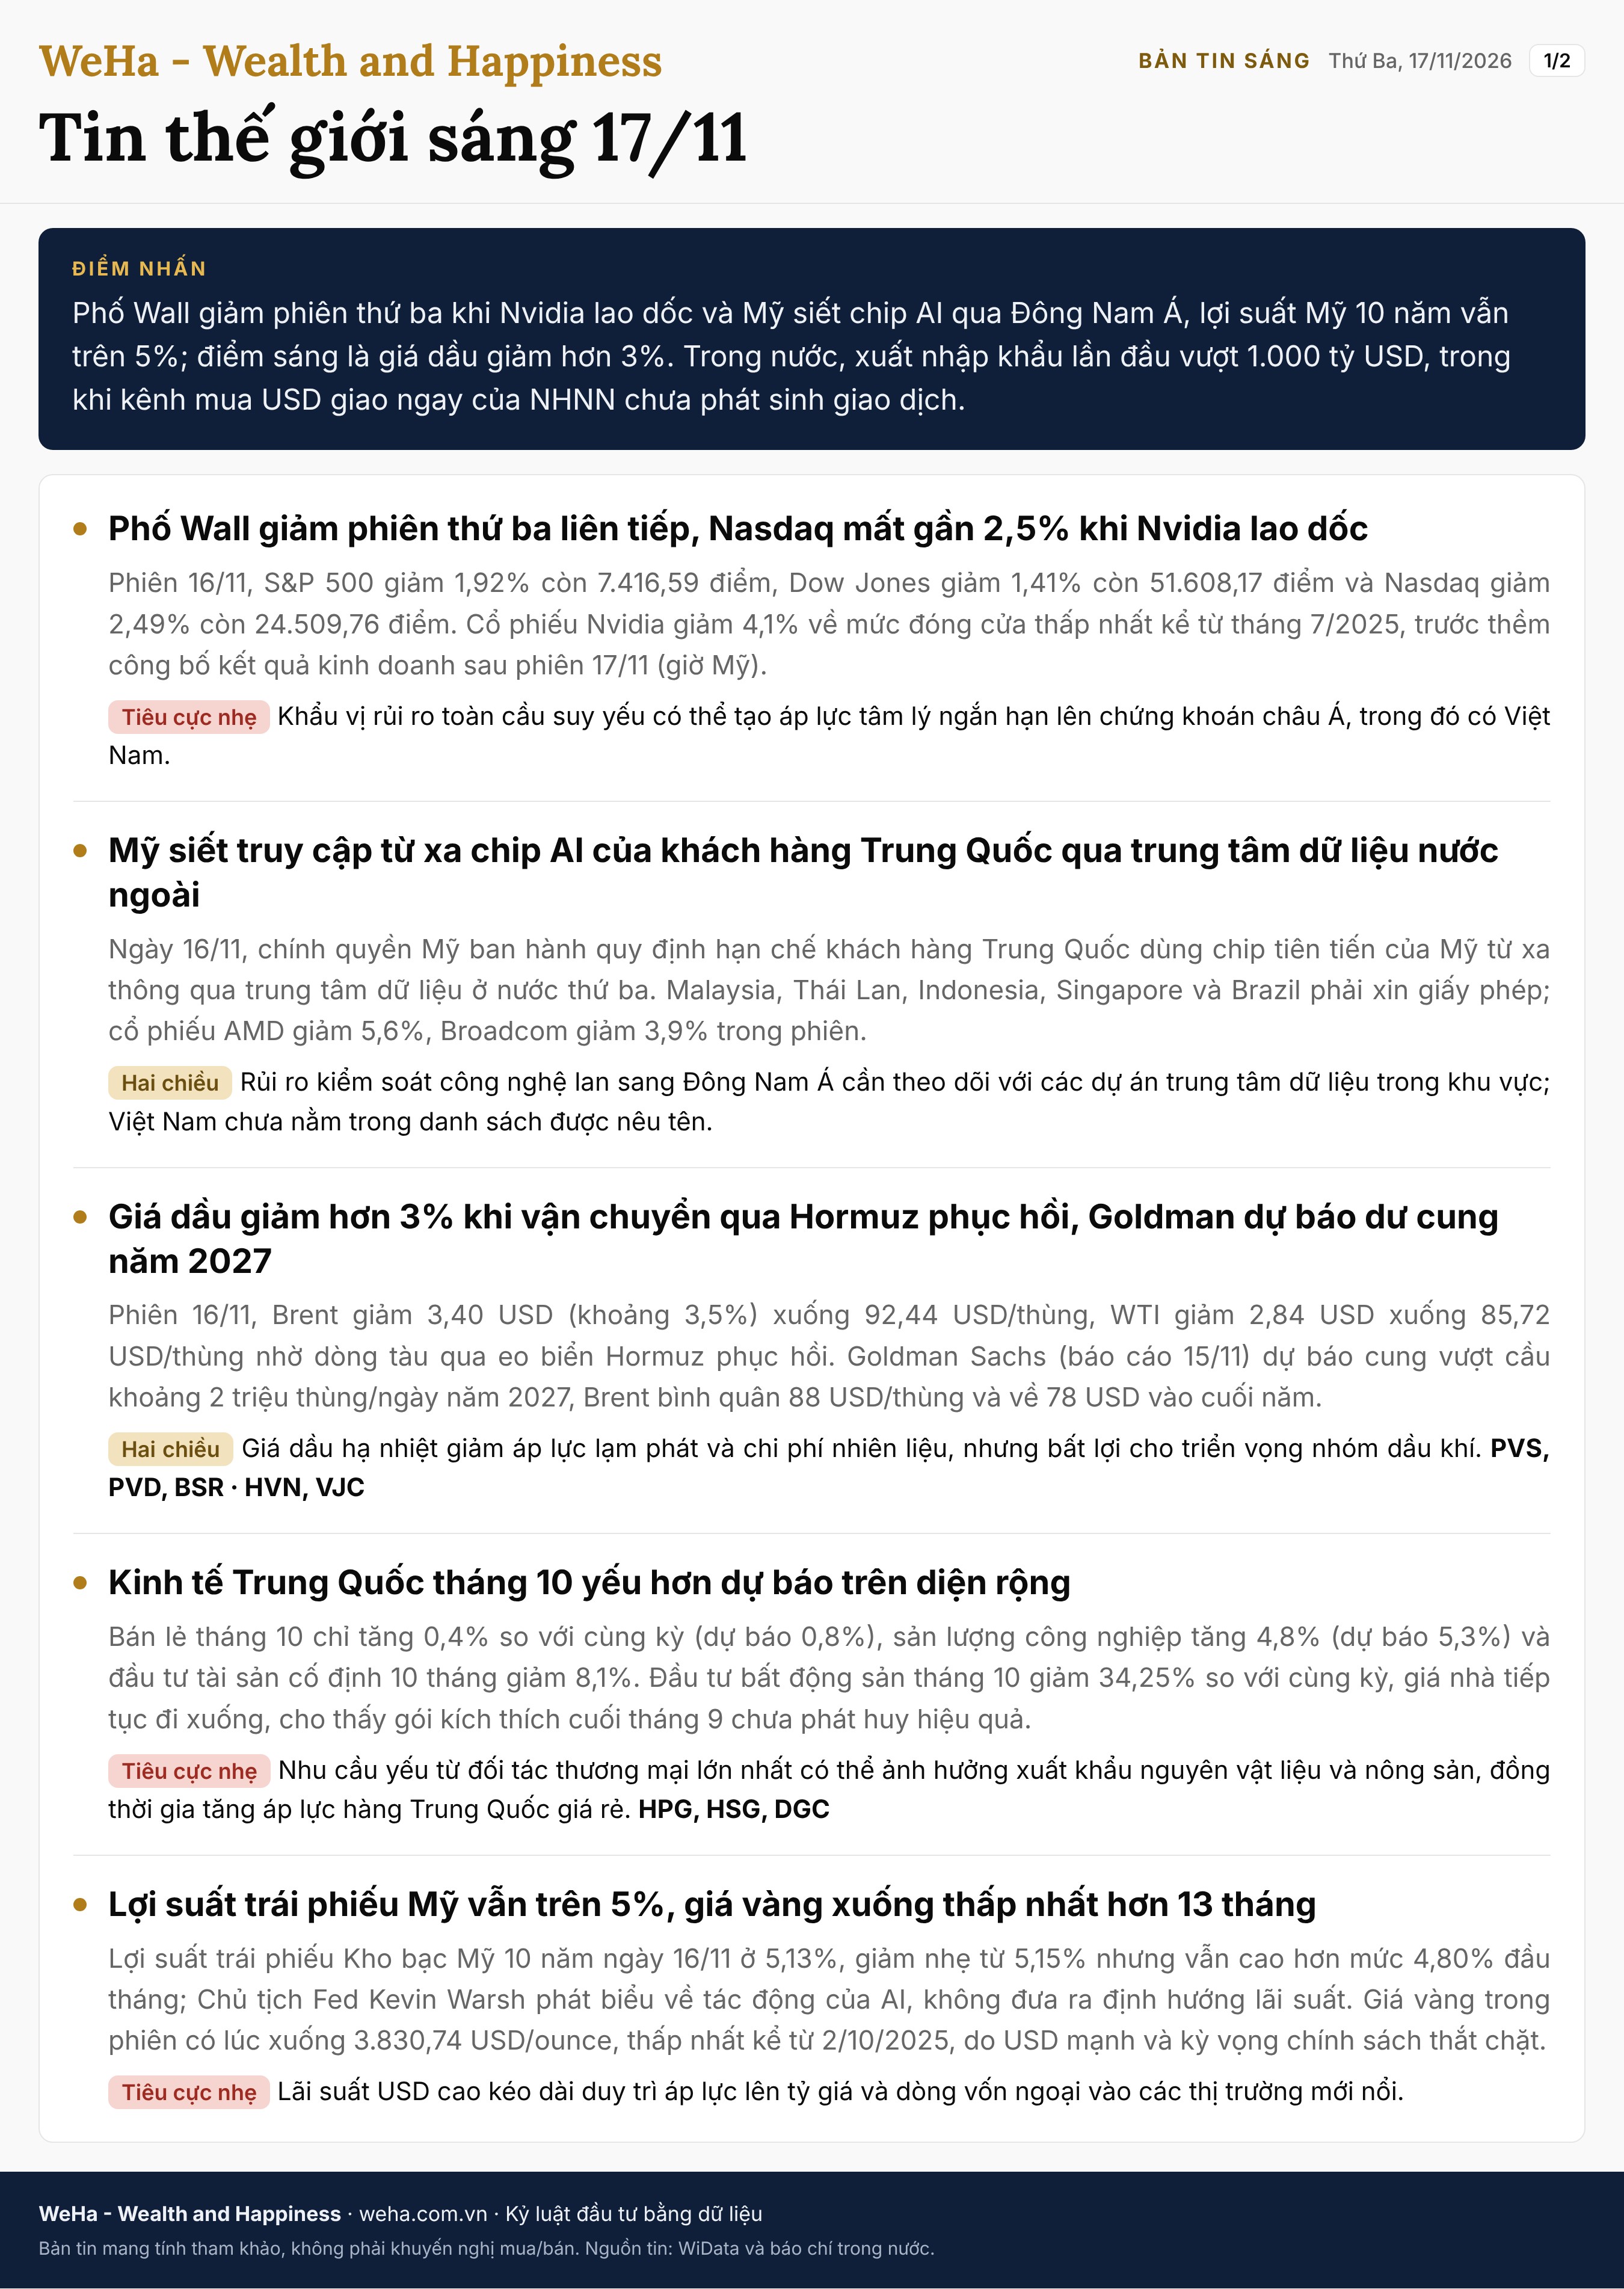 WeHa - Wealth and Happiness
BẢN TIN SÁNG Thứ Ba, 17/11/2026 1/2
Tin thế giới sáng 17/11
ĐIỂM NHẤN
Phố Wall giảm phiên thứ ba khi Nvidia lao dốc và Mỹ siết chip AI qua Đông Nam Á, lợi suất Mỹ 10 năm vẫn
trên 5%; điểm sáng là giá dầu giảm hơn 3%. Trong nước, xuất nhập khẩu lần đầu vượt 1.000 tỷ USD, trong
khi kênh mua USD giao ngay của NHNN chưa phát sinh giao dịch.
Phố Wall giảm phiên thứ ba liên tiếp, Nasdaq mất gần 2,5% khi Nvidia lao dốc
Phiên 16/11, S&P 500 giảm 1,92% còn 7.416,59 điểm, Dow Jones giảm 1,41% còn 51.608,17 điểm và Nasdaq giảm
2,49% còn 24.509,76 điểm. Cổ phiếu Nvidia giảm 4,1% về mức đóng cửa thấp nhất kể từ tháng 7/2025, trước thềm
công bố kết quả kinh doanh sau phiên 17/11 (giờ Mỹ).
Tiêu cực nhẹ Khẩu vị rủi ro toàn cầu suy yếu có thể tạo áp lực tâm lý ngắn hạn lên chứng khoán châu Á, trong đó có Việt
Nam.
Mỹ siết truy cập từ xa chip AI của khách hàng Trung Quốc qua trung tâm dữ liệu nước
ngoài
Ngày 16/11, chính quyền Mỹ ban hành quy định hạn chế khách hàng Trung Quốc dùng chip tiên tiến của Mỹ từ xa
thông qua trung tâm dữ liệu ở nước thứ ba. Malaysia, Thái Lan, Indonesia, Singapore và Brazil phải xin giấy phép;
cổ phiếu AMD giảm 5,6%, Broadcom giảm 3,9% trong phiên.
Hai chiều Rủi ro kiểm soát công nghệ lan sang Đông Nam Á cần theo dõi với các dự án trung tâm dữ liệu trong khu vực;
Việt Nam chưa nằm trong danh sách được nêu tên.
Giá dầu giảm hơn 3% khi vận chuyển qua Hormuz phục hồi, Goldman dự báo dư cung
năm 2027
Phiên 16/11, Brent giảm 3,40 USD (khoảng 3,5%) xuống 92,44 USD/thùng, WTI giảm 2,84 USD xuống 85,72
USD/thùng nhờ dòng tàu qua eo biển Hormuz phục hồi. Goldman Sachs (báo cáo 15/11) dự báo cung vượt cầu
khoảng 2 triệu thùng/ngày năm 2027, Brent bình quân 88 USD/thùng và về 78 USD vào cuối năm.
Hai chiều Giá dầu hạ nhiệt giảm áp lực lạm phát và chi phí nhiên liệu, nhưng bất lợi cho triển vọng nhóm dầu khí. PVS,
PVD, BSR · HVN, VJC
Kinh tế Trung Quốc tháng 10 yếu hơn dự báo trên diện rộng
Bán lẻ tháng 10 chỉ tăng 0,4% so với cùng kỳ (dự báo 0,8%), sản lượng công nghiệp tăng 4,8% (dự báo 5,3%) và
đầu tư tài sản cố định 10 tháng giảm 8,1%. Đầu tư bất động sản tháng 10 giảm 34,25% so với cùng kỳ, giá nhà tiếp
tục đi xuống, cho thấy gói kích thích cuối tháng 9 chưa phát huy hiệu quả.
Tiêu cực nhẹ Nhu cầu yếu từ đối tác thương mại lớn nhất có thể ảnh hưởng xuất khẩu nguyên vật liệu và nông sản, đồng
thời gia tăng áp lực hàng Trung Quốc giá rẻ. HPG, HSG, DGC
Lợi suất trái phiếu Mỹ vẫn trên 5%, giá vàng xuống thấp nhất hơn 13 tháng
Lợi suất trái phiếu Kho bạc Mỹ 10 năm ngày 16/11 ở 5,13%, giảm nhẹ từ 5,15% nhưng vẫn cao hơn mức 4,80% đầu
tháng; Chủ tịch Fed Kevin Warsh phát biểu về tác động của AI, không đưa ra định hướng lãi suất. Giá vàng trong
phiên có lúc xuống 3.830,74 USD/ounce, thấp nhất kể từ 2/10/2025, do USD mạnh và kỳ vọng chính sách thắt chặt.
Tiêu cực nhẹ Lãi suất USD cao kéo dài duy trì áp lực lên tỷ giá và dòng vốn ngoại vào các thị trường mới nổi.
WeHa - Wealth and Happiness · weha.com.vn · Kỷ luật đầu tư bằng dữ liệu
Bản tin mang tính tham khảo, không phải khuyến nghị mua/bán. Nguồn tin: WiData và báo chí trong nước.